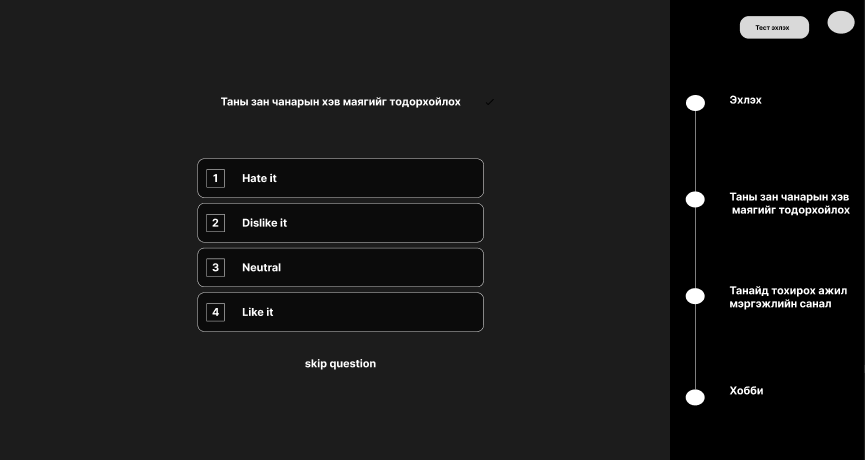 Тест эхлэх
Таны зан чанарын хэв маягийг тодорхойлох
1 Hate it
2 Dislike it
3 Neutral
4 Like it
skip question
Эхлэх
Таны зан чанарын хэв
маягийг тодорхойлох
Танайд тохирох ажил
мэргэжлийн санал
Хобби